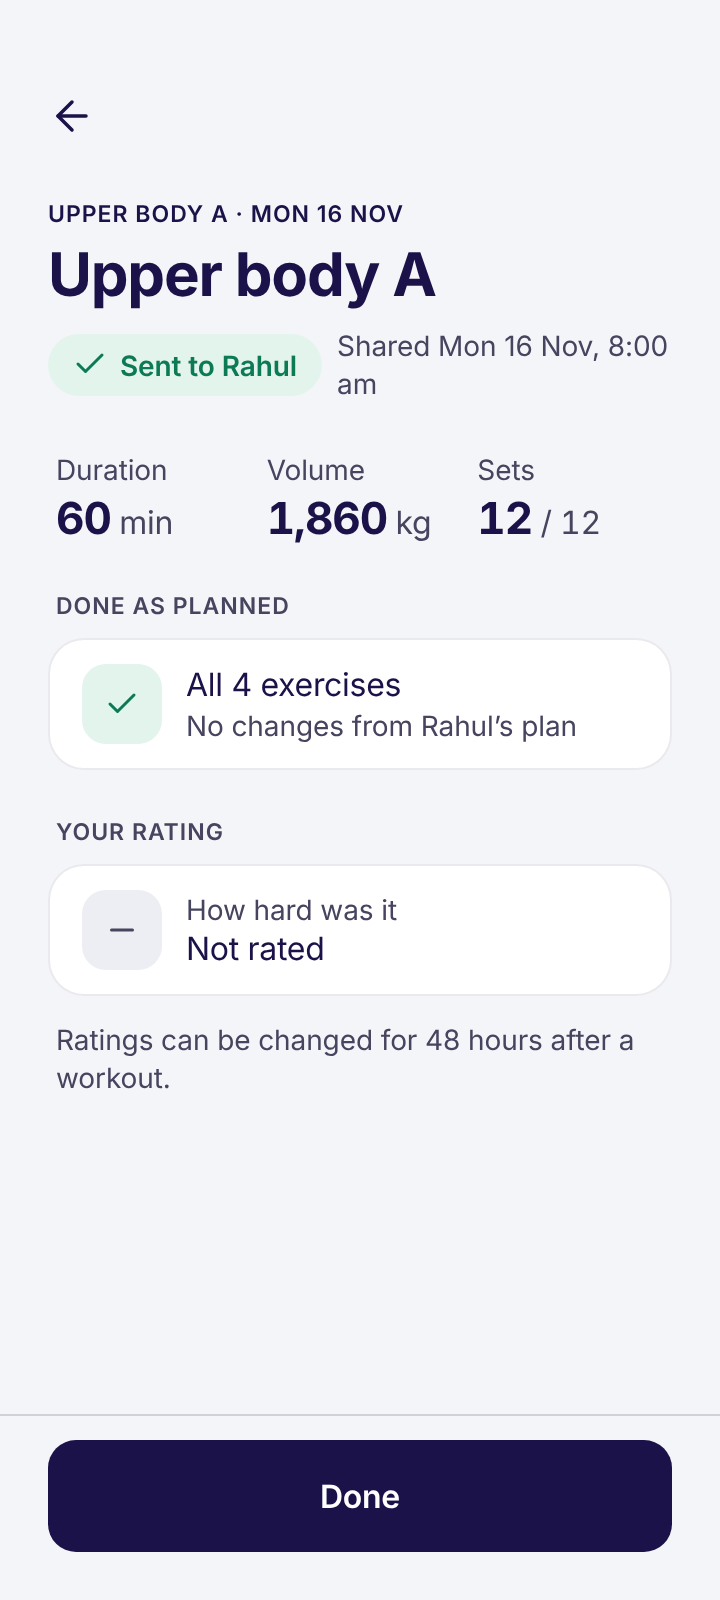 UPPER BODY A · MON 16 NOV
Upper body A
Sent to Rahul
Shared Mon 16 Nov, 8:00
am
Duration
60 min
Volume
1,860 kg
Sets
12 / 12
DONE AS PLANNED
All 4 exercises
No changes from Rahul’s plan
YOUR RATING
How hard was it
Not rated
Ratings can be changed for 48 hours after a
workout.
Done